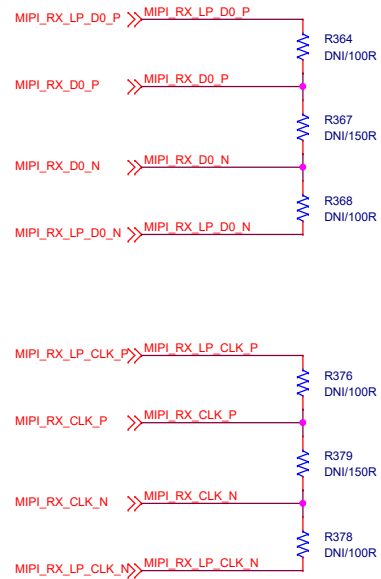 MIPI_RX_LP_D0_P MIPI_RX_LP_D0_P
R364
DNI/100R
MIPI_RX_D0_P MIPI_RX_D0_P
R367
DNI/150R
MIPI_RX_D0_N MIPI_RX_D0_N
R368
DNI/100R
MIPI_RX_LP_D0_N MIPI_RX_LP_D0_N
MIPI_RX_LP_CLK_P MIPI_RX_LP_CLK_P
R376
DNI/100R
MIPI_RX_CLK_P MIPI_RX_CLK_P
R379
DNI/150R
MIPI_RX_CLK_N MIPI_RX_CLK_N
R378
DNI/100R
MIPI_RX_LP_CLK_N MIPI_RX_LP_CLK_N